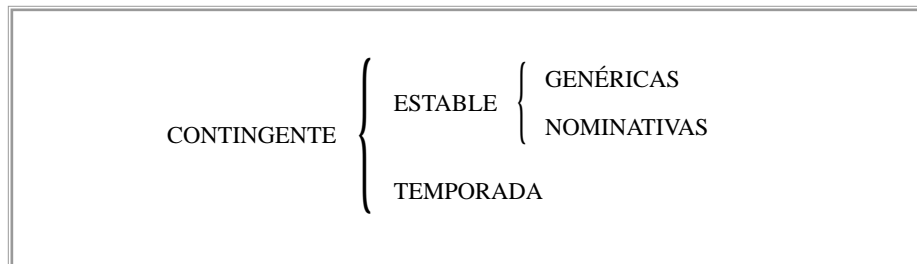 GENÉRICAS
ESTABLE
NOMINATIVAS
CONTINGENTE
TEMPORADA